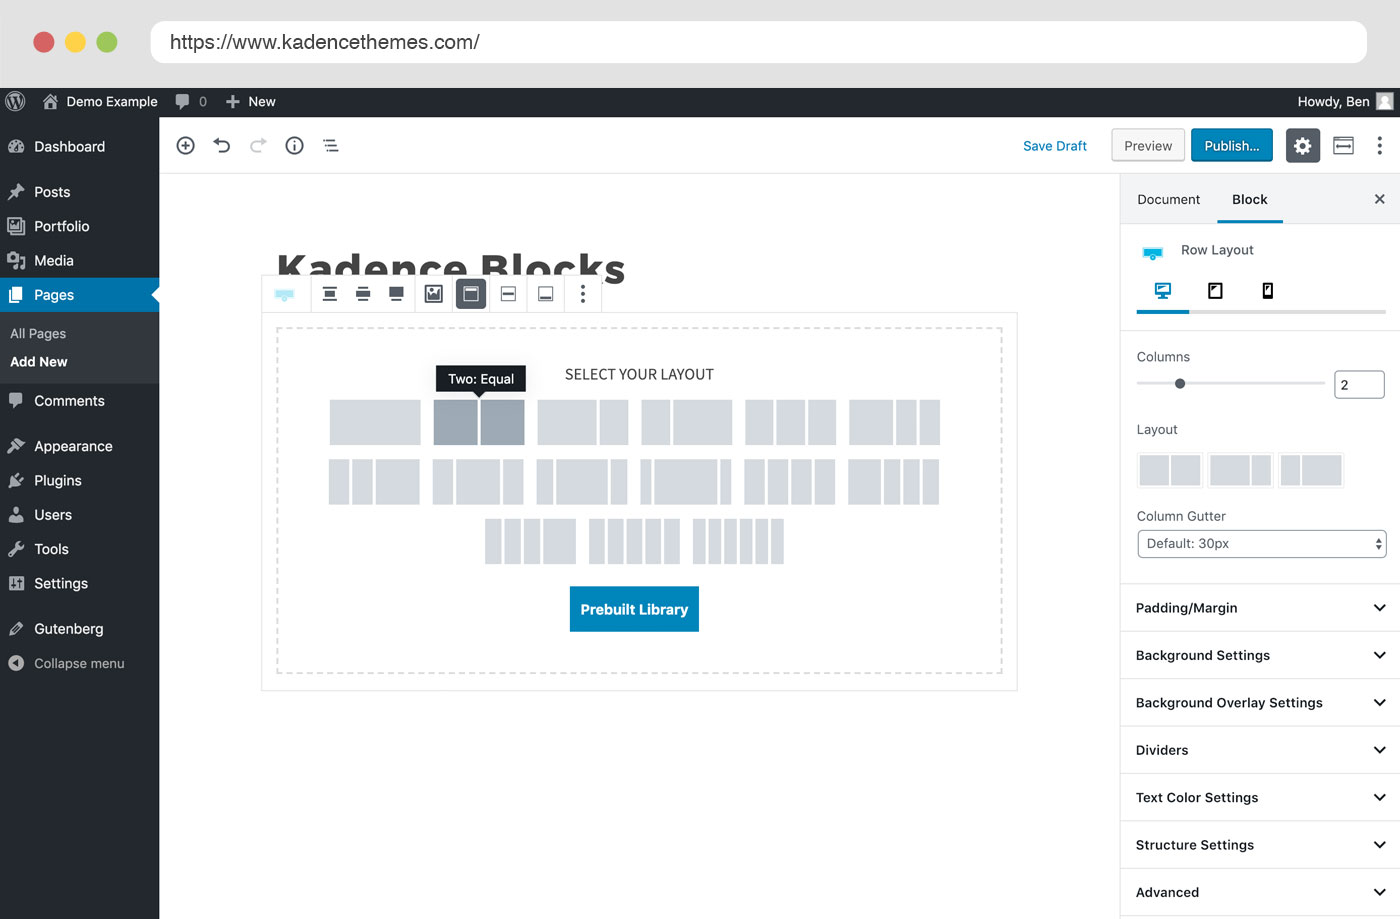 https://www.kadencethemes.com/
Demo Example
0
New
Howdy, Ben
Dashboard
Posts
Portfolio
Media
Pages
All Pages
Add New
Comments
Appearance
Plugins
Users
Tools
Settings
Gutenberg
Collapse menu
Save Draft
Preview
Publish...
Kadence Blocks
SELECT YOUR LAYOUT
Two: Equal
Prebuilt Library
Document
Block
Row Layout
Columns
2
Layout
Column Gutter
Default: 30px
Padding/Margin
Background Settings
Background Overlay Settings
Dividers
Text Color Settings
Structure Settings
Advanced